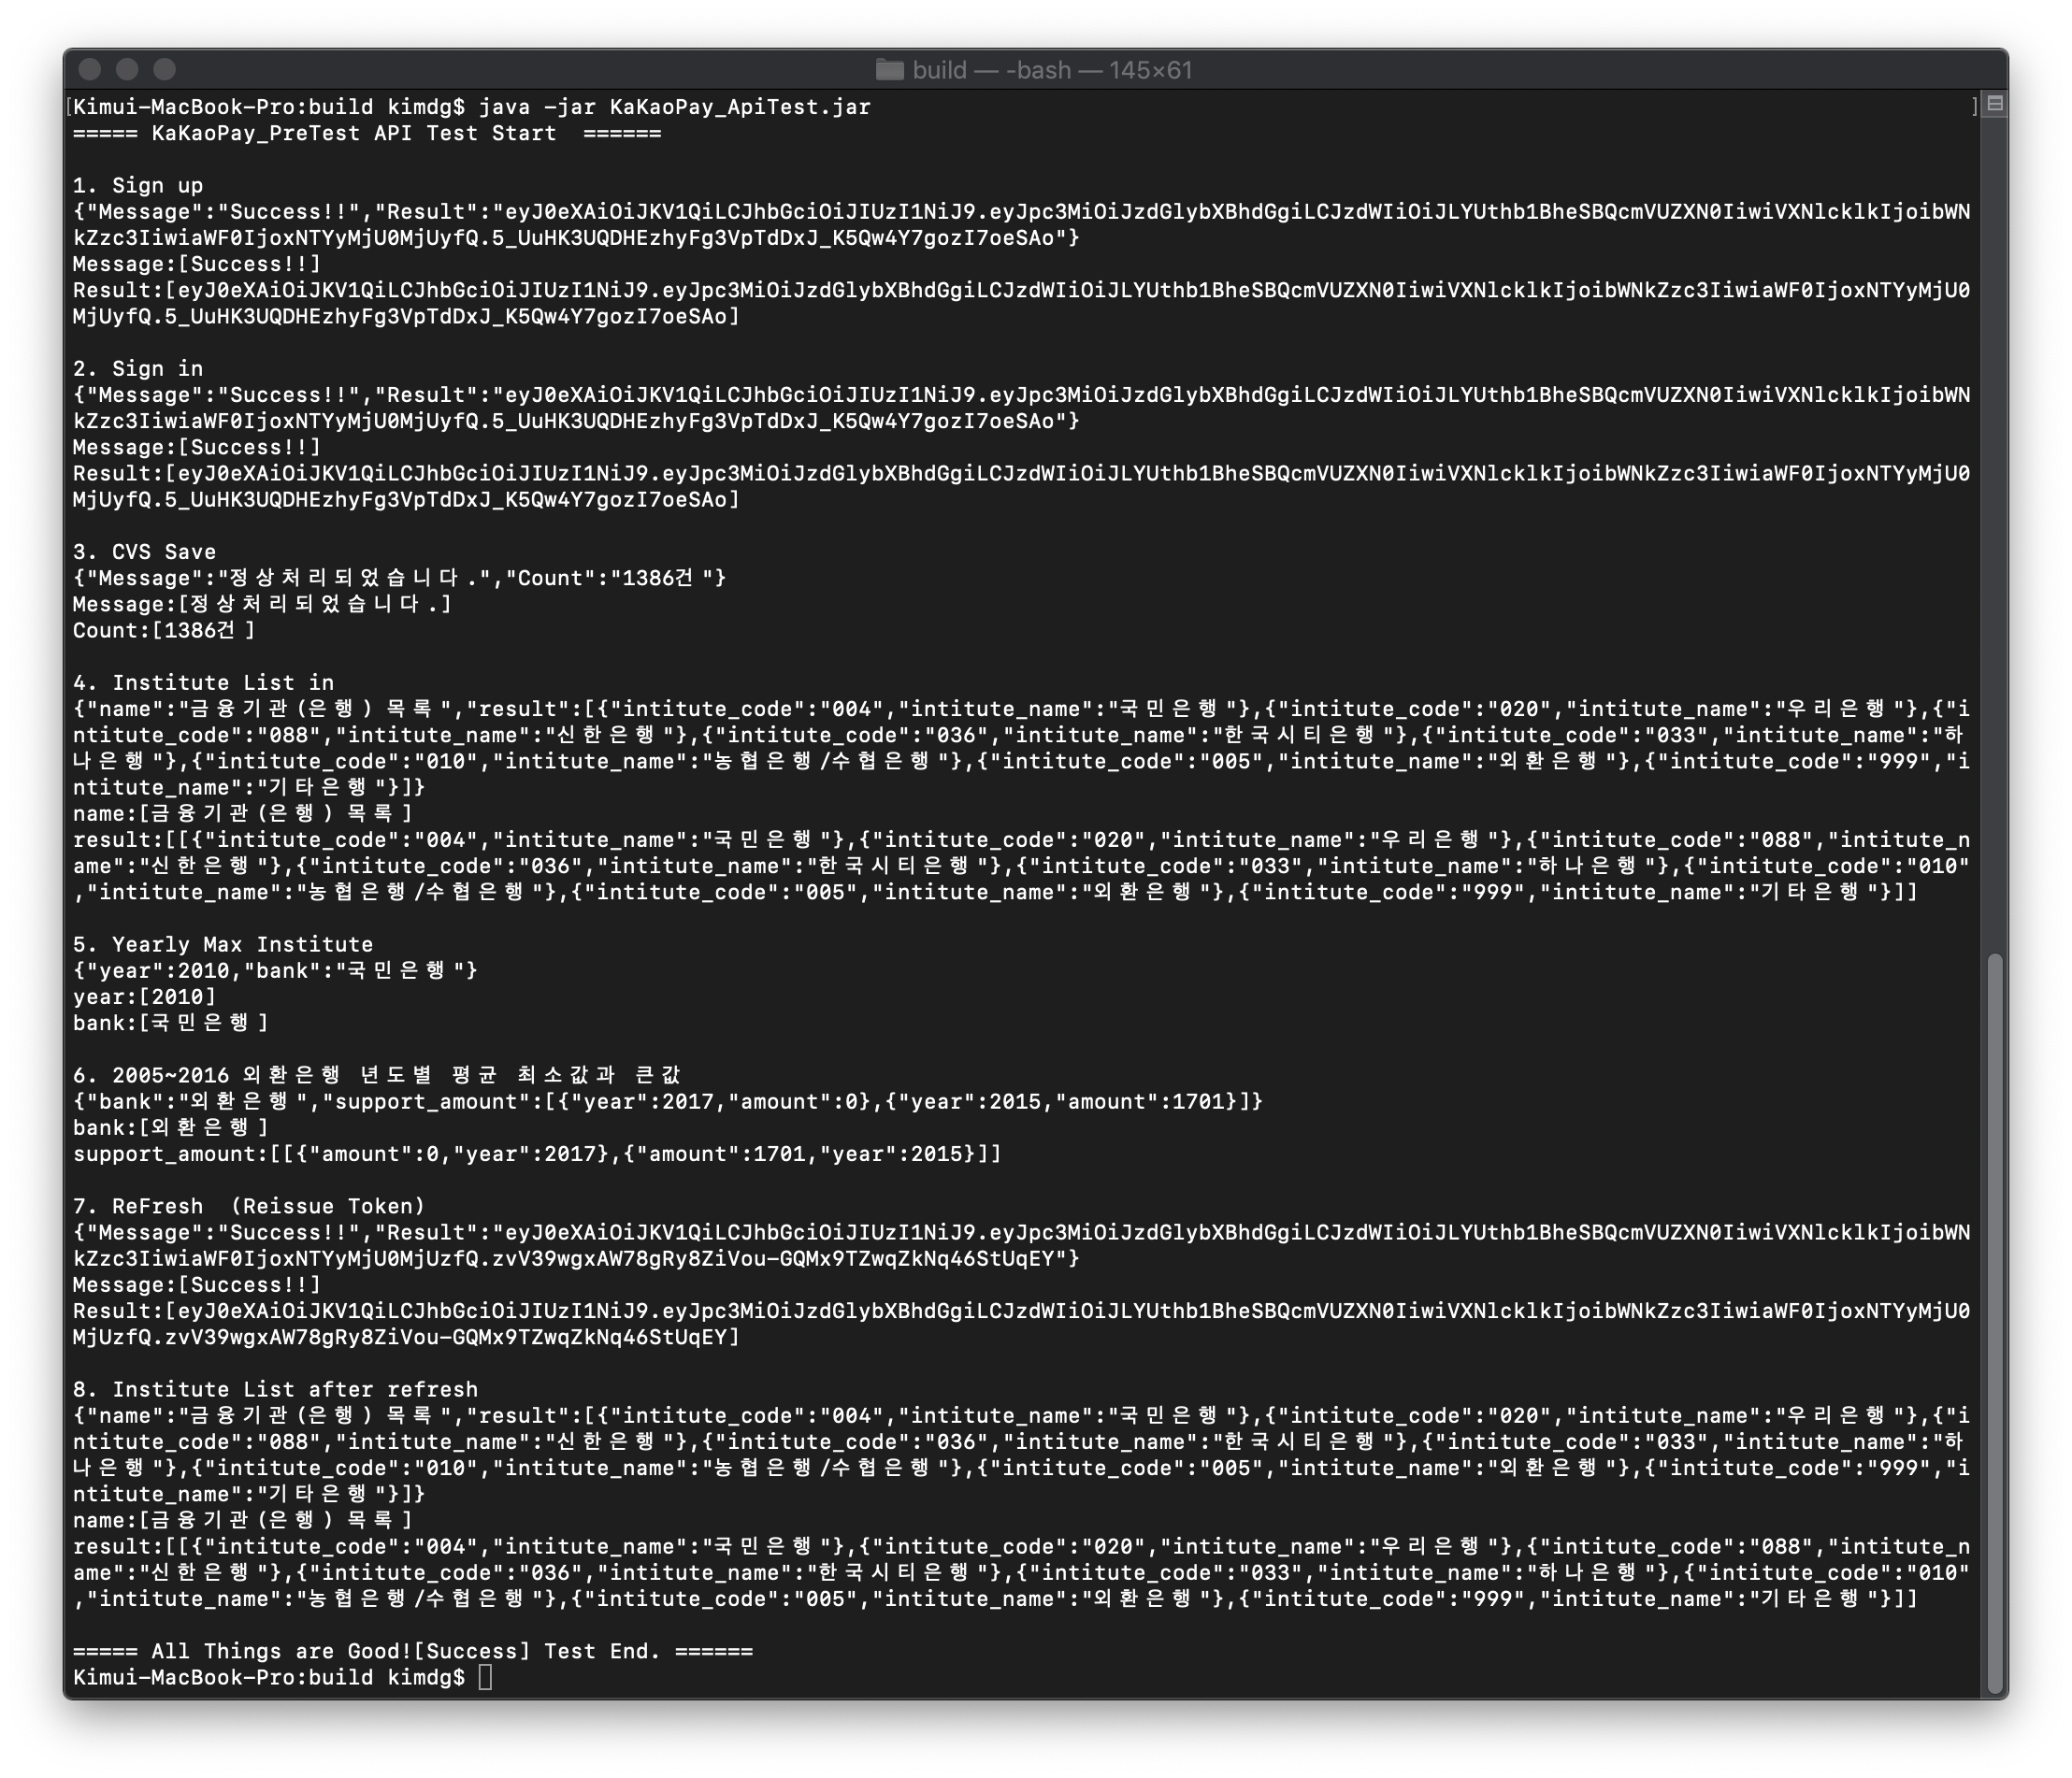 build — -bash — 145×61
[Kimui-MacBook-Pro:build kimdg$ java -jar KaKaoPay_ApiTest.jar ]
===== KaKaoPay_PreTest API Test Start  ======
1. Sign up
{"Message":"Success!!","Result":"eyJ0eXAiOiJKV1QiLCJhbGciOiJIUzI1NiJ9.eyJpc3MiOiJzdGlybXBhdGgiLCJzdWIiOiJLYUthb1BheSBQcmVUZXN0IiwiVXNlcklkIjoibWN
kZzc3IiwiaWF0IjoxNTYyMjU0MjUyfQ.5_UuHK3UQDHEzhyFg3VpTdDxJ_K5Qw4Y7gozI7oeSAo"}
Message:[Success!!]
Result:[eyJ0eXAiOiJKV1QiLCJhbGciOiJIUzI1NiJ9.eyJpc3MiOiJzdGlybXBhdGgiLCJzdWIiOiJLYUthb1BheSBQcmVUZXN0IiwiVXNlcklkIjoibWNkZzc3IiwiaWF0IjoxNTYyMjU0
MjUyfQ.5_UuHK3UQDHEzhyFg3VpTdDxJ_K5Qw4Y7gozI7oeSAo]
2. Sign in
{"Message":"Success!!","Result":"eyJ0eXAiOiJKV1QiLCJhbGciOiJIUzI1NiJ9.eyJpc3MiOiJzdGlybXBhdGgiLCJzdWIiOiJLYUthb1BheSBQcmVUZXN0IiwiVXNlcklkIjoibWN
kZzc3IiwiaWF0IjoxNTYyMjU0MjUyfQ.5_UuHK3UQDHEzhyFg3VpTdDxJ_K5Qw4Y7gozI7oeSAo"}
Message:[Success!!]
Result:[eyJ0eXAiOiJKV1QiLCJhbGciOiJIUzI1NiJ9.eyJpc3MiOiJzdGlybXBhdGgiLCJzdWIiOiJLYUthb1BheSBQcmVUZXN0IiwiVXNlcklkIjoibWNkZzc3IiwiaWF0IjoxNTYyMjU0
MjUyfQ.5_UuHK3UQDHEzhyFg3VpTdDxJ_K5Qw4Y7gozI7oeSAo]
3. CVS Save
{"Message":"정상처리되었습니다.","Count":"1386건"}
Message:[정상처리되었습니다.]
Count:[1386건]
4. Institute List in
{"name":"금융기관(은행) 목록","result":[{"intitute_code":"004","intitute_name":"국민은행"},{"intitute_code":"020","intitute_name":"우리은행"},{"i
ntitute_code":"088","intitute_name":"신한은행"},{"intitute_code":"036","intitute_name":"한국시티은행"},{"intitute_code":"033","intitute_name":"하
나은행"},{"intitute_code":"010","intitute_name":"농협은행/수협은행"},{"intitute_code":"005","intitute_name":"외환은행"},{"intitute_code":"999","i
ntitute_name":"기타은행"}]}
name:[금융기관(은행) 목록]
result:[[{"intitute_code":"004","intitute_name":"국민은행"},{"intitute_code":"020","intitute_name":"우리은행"},{"intitute_code":"088","intitute_n
ame":"신한은행"},{"intitute_code":"036","intitute_name":"한국시티은행"},{"intitute_code":"033","intitute_name":"하나은행"},{"intitute_code":"010"
,"intitute_name":"농협은행/수협은행"},{"intitute_code":"005","intitute_name":"외환은행"},{"intitute_code":"999","intitute_name":"기타은행"}]]
5. Yearly Max Institute
{"year":2010,"bank":"국민은행"}
year:[2010]
bank:[국민은행]
6. 2005~2016 외환은행 년도별 평균 최소값과 큰값
{"bank":"외환은행","support_amount":[{"year":2017,"amount":0},{"year":2015,"amount":1701}]}
bank:[외환은행]
support_amount:[[{"amount":0,"year":2017},{"amount":1701,"year":2015}]]
7. ReFresh  (Reissue Token)
{"Message":"Success!!","Result":"eyJ0eXAiOiJKV1QiLCJhbGciOiJIUzI1NiJ9.eyJpc3MiOiJzdGlybXBhdGgiLCJzdWIiOiJLYUthb1BheSBQcmVUZXN0IiwiVXNlcklkIjoibWN
kZzc3IiwiaWF0IjoxNTYyMjU0MjUzfQ.zvV39wgxAW78gRy8ZiVou-GQMx9TZwqZkNq46StUqEY"}
Message:[Success!!]
Result:[eyJ0eXAiOiJKV1QiLCJhbGciOiJIUzI1NiJ9.eyJpc3MiOiJzdGlybXBhdGgiLCJzdWIiOiJLYUthb1BheSBQcmVUZXN0IiwiVXNlcklkIjoibWNkZzc3IiwiaWF0IjoxNTYyMjU0
MjUzfQ.zvV39wgxAW78gRy8ZiVou-GQMx9TZwqZkNq46StUqEY]
8. Institute List after refresh
{"name":"금융기관(은행) 목록","result":[{"intitute_code":"004","intitute_name":"국민은행"},{"intitute_code":"020","intitute_name":"우리은행"},{"i
ntitute_code":"088","intitute_name":"신한은행"},{"intitute_code":"036","intitute_name":"한국시티은행"},{"intitute_code":"033","intitute_name":"하
나은행"},{"intitute_code":"010","intitute_name":"농협은행/수협은행"},{"intitute_code":"005","intitute_name":"외환은행"},{"intitute_code":"999","i
ntitute_name":"기타은행"}]}
name:[금융기관(은행) 목록]
result:[[{"intitute_code":"004","intitute_name":"국민은행"},{"intitute_code":"020","intitute_name":"우리은행"},{"intitute_code":"088","intitute_n
ame":"신한은행"},{"intitute_code":"036","intitute_name":"한국시티은행"},{"intitute_code":"033","intitute_name":"하나은행"},{"intitute_code":"010"
,"intitute_name":"농협은행/수협은행"},{"intitute_code":"005","intitute_name":"외환은행"},{"intitute_code":"999","intitute_name":"기타은행"}]]
===== All Things are Good![Success] Test End. ======
Kimui-MacBook-Pro:build kimdg$